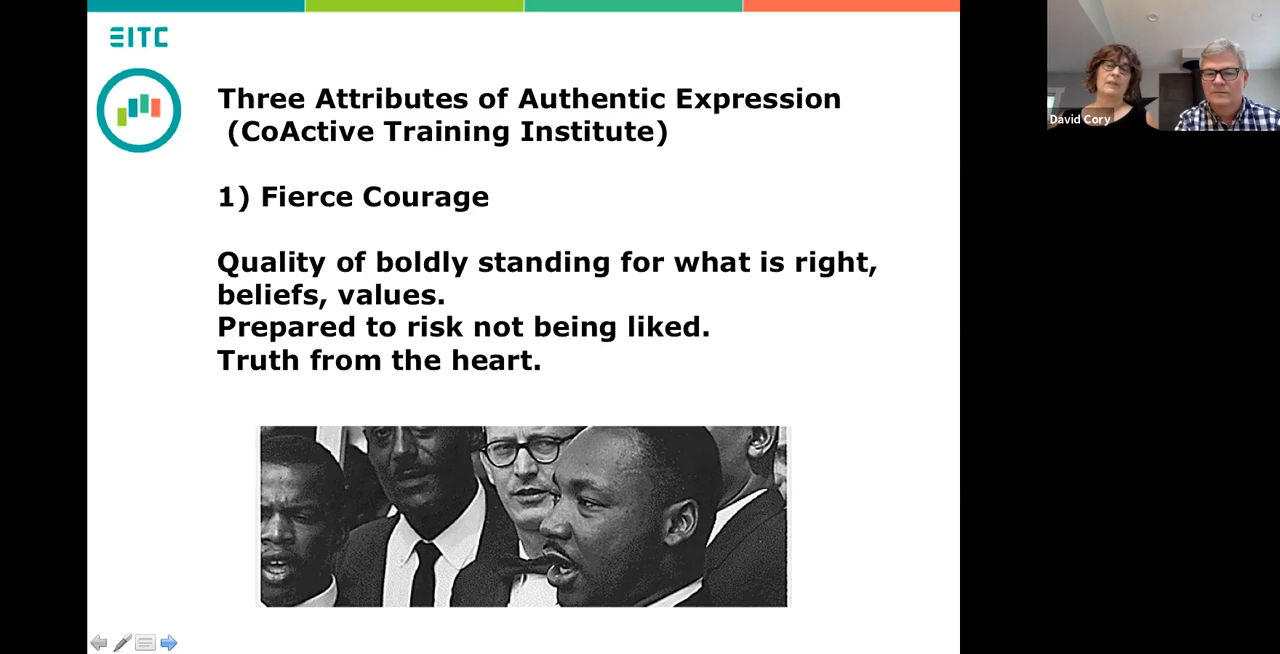 EITC
Three Attributes of Authentic Expression
(CoActive Training Institute)
1) Fierce Courage
Quality of boldly standing for what is right,
beliefs, values.
Prepared to risk not being liked.
Truth from the heart.
David Cory